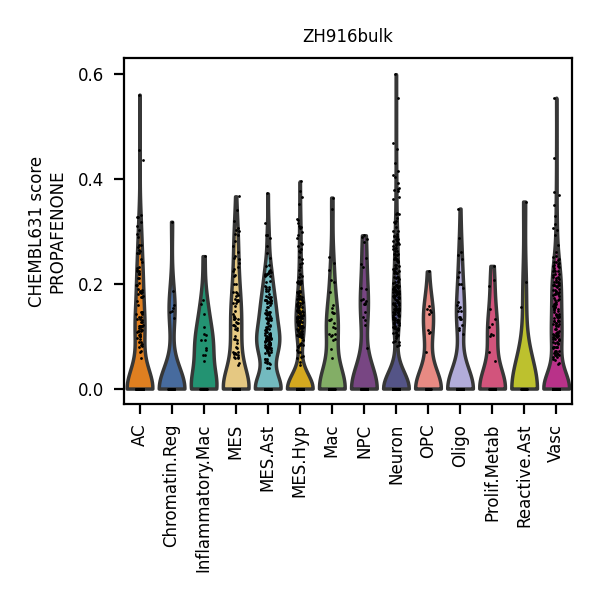 ZH916bulk
CHEMBL631 score
PROPAFENONE
0.6
0.4
0.2
0.0
AC
Chromatin.Reg
Inflammatory.Mac
MES
MES.Ast
MES.Hyp
Mac
NPC
Neuron
OPC
Oligo
Prolif.Metab
Reactive.Ast
Vasc